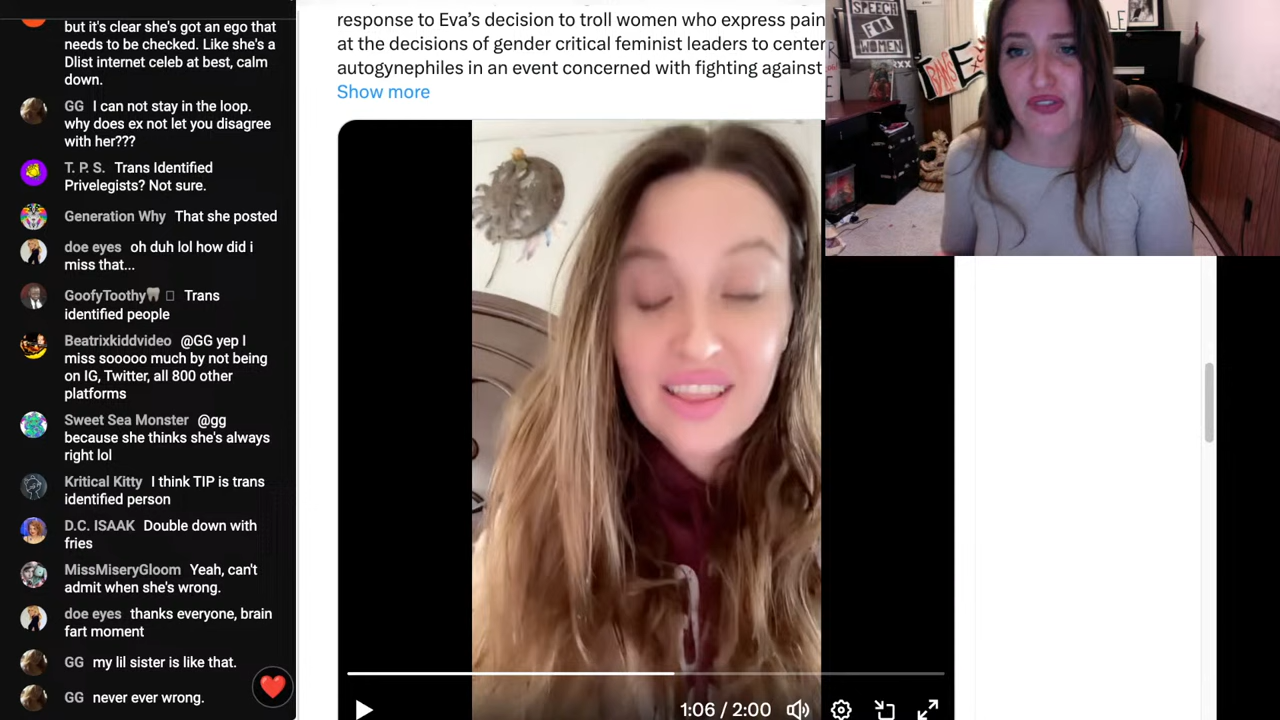 but it's clear she's got an ego that
needs to be checked. Like she's a
Dlist internet celeb at best, calm
down.
GG I can not stay in the loop.
why does ex not let you disagree
with her???
T. P. S. Trans Identified
Privelegists? Not sure.
Generation Why That she posted
doe eyes oh duh lol how did i
miss that...
GoofyToothy🦷 Trans
identified people
Beatrixkiddvideo @GG yep I
miss sooooo much by not being
on IG, Twitter, all 800 other
platforms
Sweet Sea Monster @gg
because she thinks she's always
right lol
Kritical Kitty I think TIP is trans
identified person
D.C. ISAAK Double down with
fries
MissMiseryGloom Yeah, can't
admit when she's wrong.
doe eyes thanks everyone, brain
fart moment
GG my lil sister is like that.
GG never ever wrong.
response to Eva's decision to troll women who express pain
at the decisions of gender critical feminist leaders to center
autogynephiles in an event concerned with fighting against
Show more
1:06 / 2:00
SPEECH
FOR
WOMEN
XX